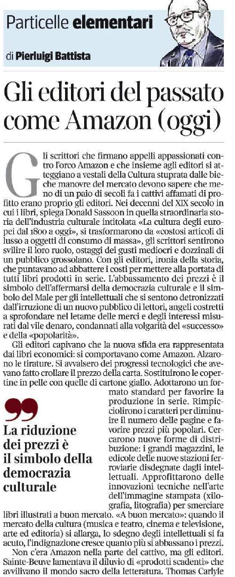 Particelle elementari
di Pierluigi Battista
Gli editori del passato
come Amazon (oggi)
Gli scrittori che firmano appelli appassionati con-
tro l'orco Amazon e che insieme agli editori si at-
teggiano a vestali della Cultura stuprata dalle bie-
che manovre del mercato devono sapere che me-
no di un paio di secoli fa i cattivi affamati di pro-
fitto erano proprio gli editori. Nei decenni del XIX secolo in
cui i libri, spiega Donald Sassoon in quella straordinaria sto-
ria dell'industria culturale intitolata «La cultura degli euro-
pei dal 1800 a oggi», si trasformarono da «costosi articoli di
lusso a oggetti di consumo di massa», gli scrittori sentirono
svilire il loro ruolo, ostaggi dei gusti mediocri e dozzinali di
un pubblico grossolano. Con gli editori, ironia della storia,
che puntavano ad abbattere i costi per mettere alla portata di
tutti libri prodotti in serie. L'abbassamento dei prezzi è il
simbolo dell'affermazione della democrazia culturale e il sim-
bolo del Male per gli intellettuali che si sentono detronizzati
dall'irruzione di un nuovo pubblico di lettori, angeli costretti
a sprofondare nel letame delle merci e degli interessi misu-
rati dal vile denaro, condannati alla volgarità del «successo»
e della «popolarità».
Gli editori capivano che la nuova sfida era rappresentata
dai libri economici: si comportavano come Amazon. Alzaro-
no le tirature. Si avvalsero dei progressi tecnologici che ave-
vano fatto crollare il prezzo della carta. Sostituirono le coper-
tine in pelle con quelle di cartone giallo. Adottarono un for-
mato standard per favorire la
produzione in serie. Rimpic-
ciolirono i caratteri per diminui-
re il numero delle pagine e fa-
vorire prezzi più popolari. Cer-
carono nuove forme di distri-
buzione: i grandi magazzini, le
edicole delle nuove stazioni fer-
roviarie disdegnate dagli intel-
lettuali. Approfittarono delle
innovazioni tecniche nell'arte
dell'immagine stampata (xilo-
grafia, litografia) per smerciare
”
La riduzione
dei prezzi è
il simbolo della
democrazia
culturale
libri illustrati a buon mercato. «A buon mercato»: quando il
mercato della cultura (musica e teatro, cinema e televisione,
arte ed editoria) si allarga, lo sdegno degli intellettuali si fa
acuto, l'indignazione cresce quanto più si abbassano i prezzi.
Non c'era Amazon nella parte del cattivo, ma gli editori.
Sainte-Beuve lamentava il diluvio di «prodotti scadenti» che
avvilivano il mondo sacro della letteratura. Thomas Carlyle